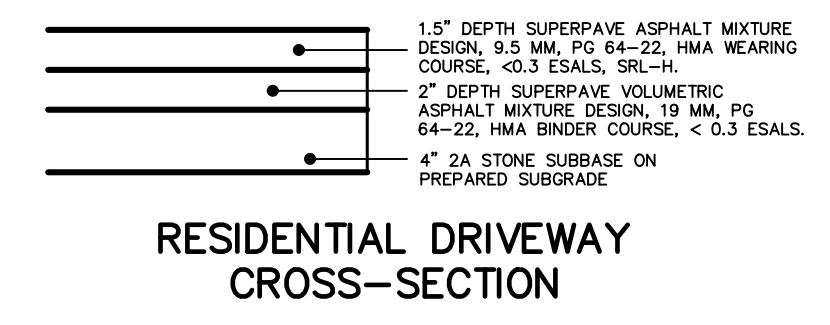 1.5” DEPTH SUPERPAVE ASPHALT MIXTURE
DESIGN, 9.5 MM, PG 64-22, HMA WEARING
COURSE, <0.3 ESALS, SRL-H.
2” DEPTH SUPERPAVE VOLUMETRIC
ASPHALT MIXTURE DESIGN, 19 MM, PG
64-22, HMA BINDER COURSE, < 0.3 ESALS.
4” 2A STONE SUBBASE ON
PREPARED SUBGRADE
RESIDENTIAL DRIVEWAY
CROSS-SECTION